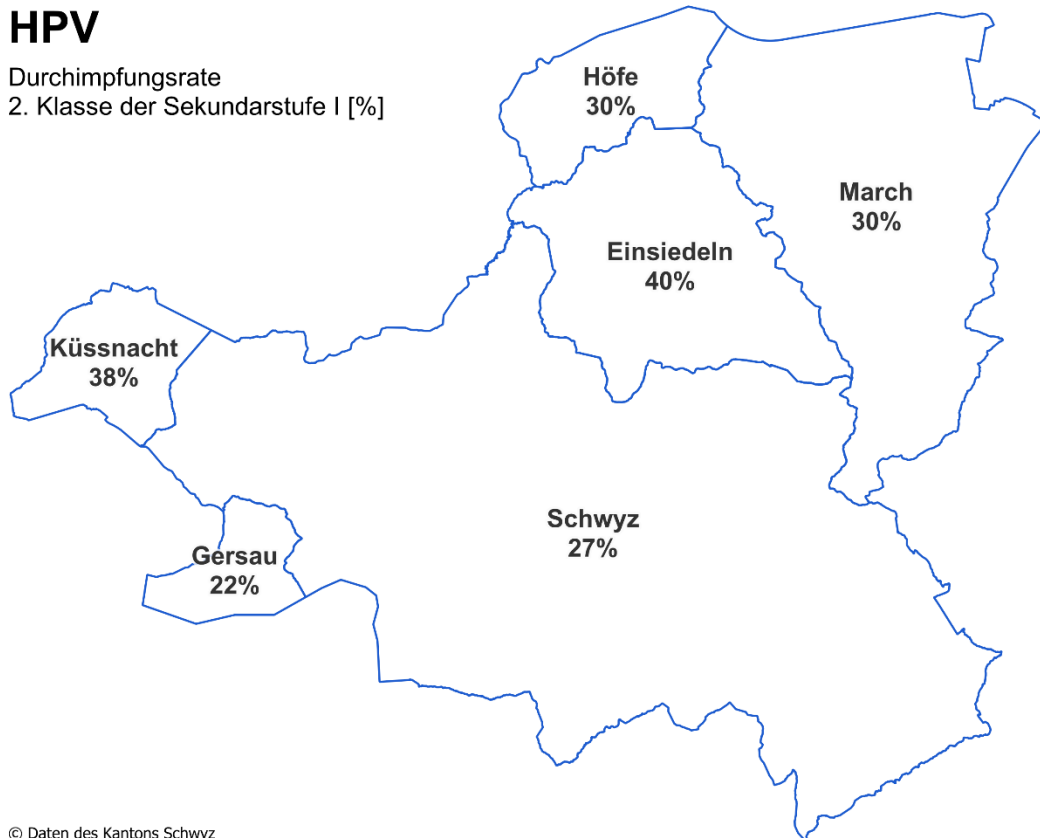 HPV
Durchimpfungsrate
2. Klasse der Sekundarstufe I [%]
Höfe
30%
March
30%
Einsiedeln
40%
Küssnacht
38%
Schwyz
27%
Gersau
22%
© Daten des Kantons Schwyz